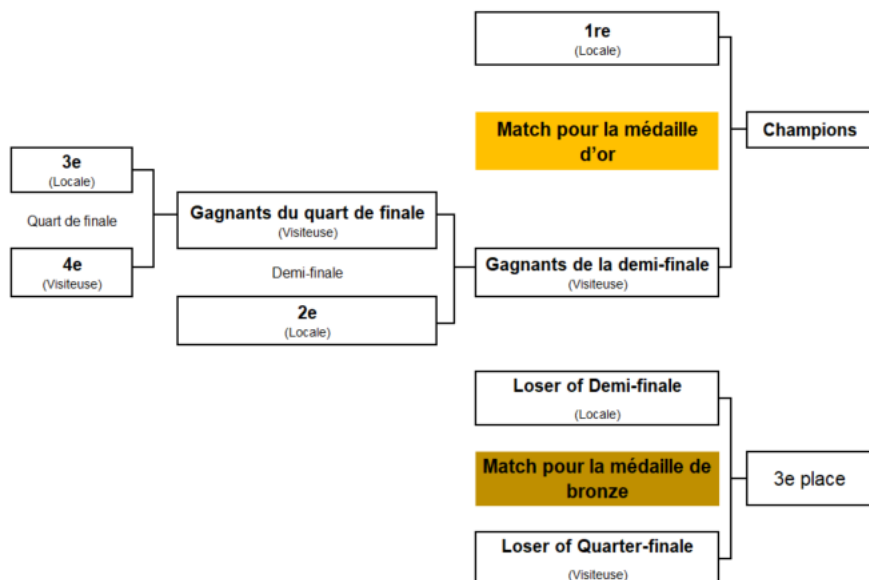 1re
(Locale)
Match pour la médaille
d'or
Champions
3e
(Locale)
Quart de finale
4e
(Visiteuse)
Gagnants du quart de finale
(Visiteuse)
Demi-finale
2e
(Locale)
Gagnants de la demi-finale
(Visiteuse)
Loser of Demi-finale
(Locale)
Match pour la médaille de
bronze
3e place
Loser of Quarter-finale
(Visiteuse)